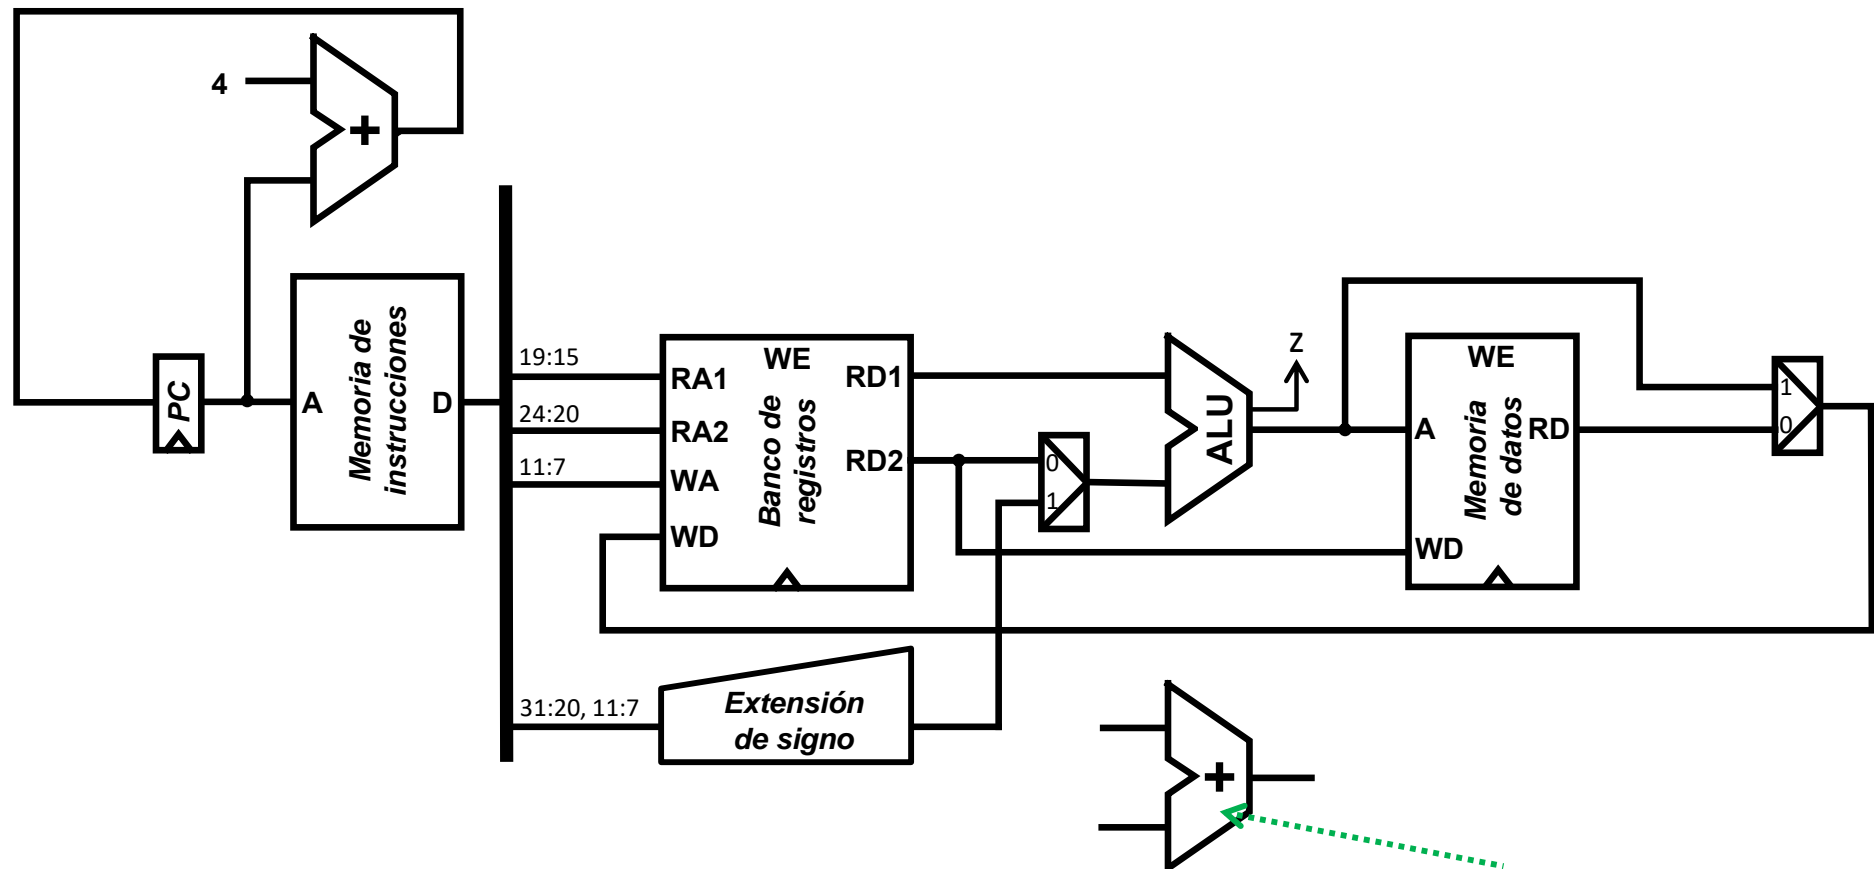 4
+
PC
A
Memoria de
instrucciones
D
19:15
24:20
11:7
31:20, 11:7
RA1
RA2
WA
WD
WE
Banco de
registros
RD1
RD2
Extensión
de signo
0
1
ALU
Z
+
A
WE
Memoria
de datos
RD
WD
1
0